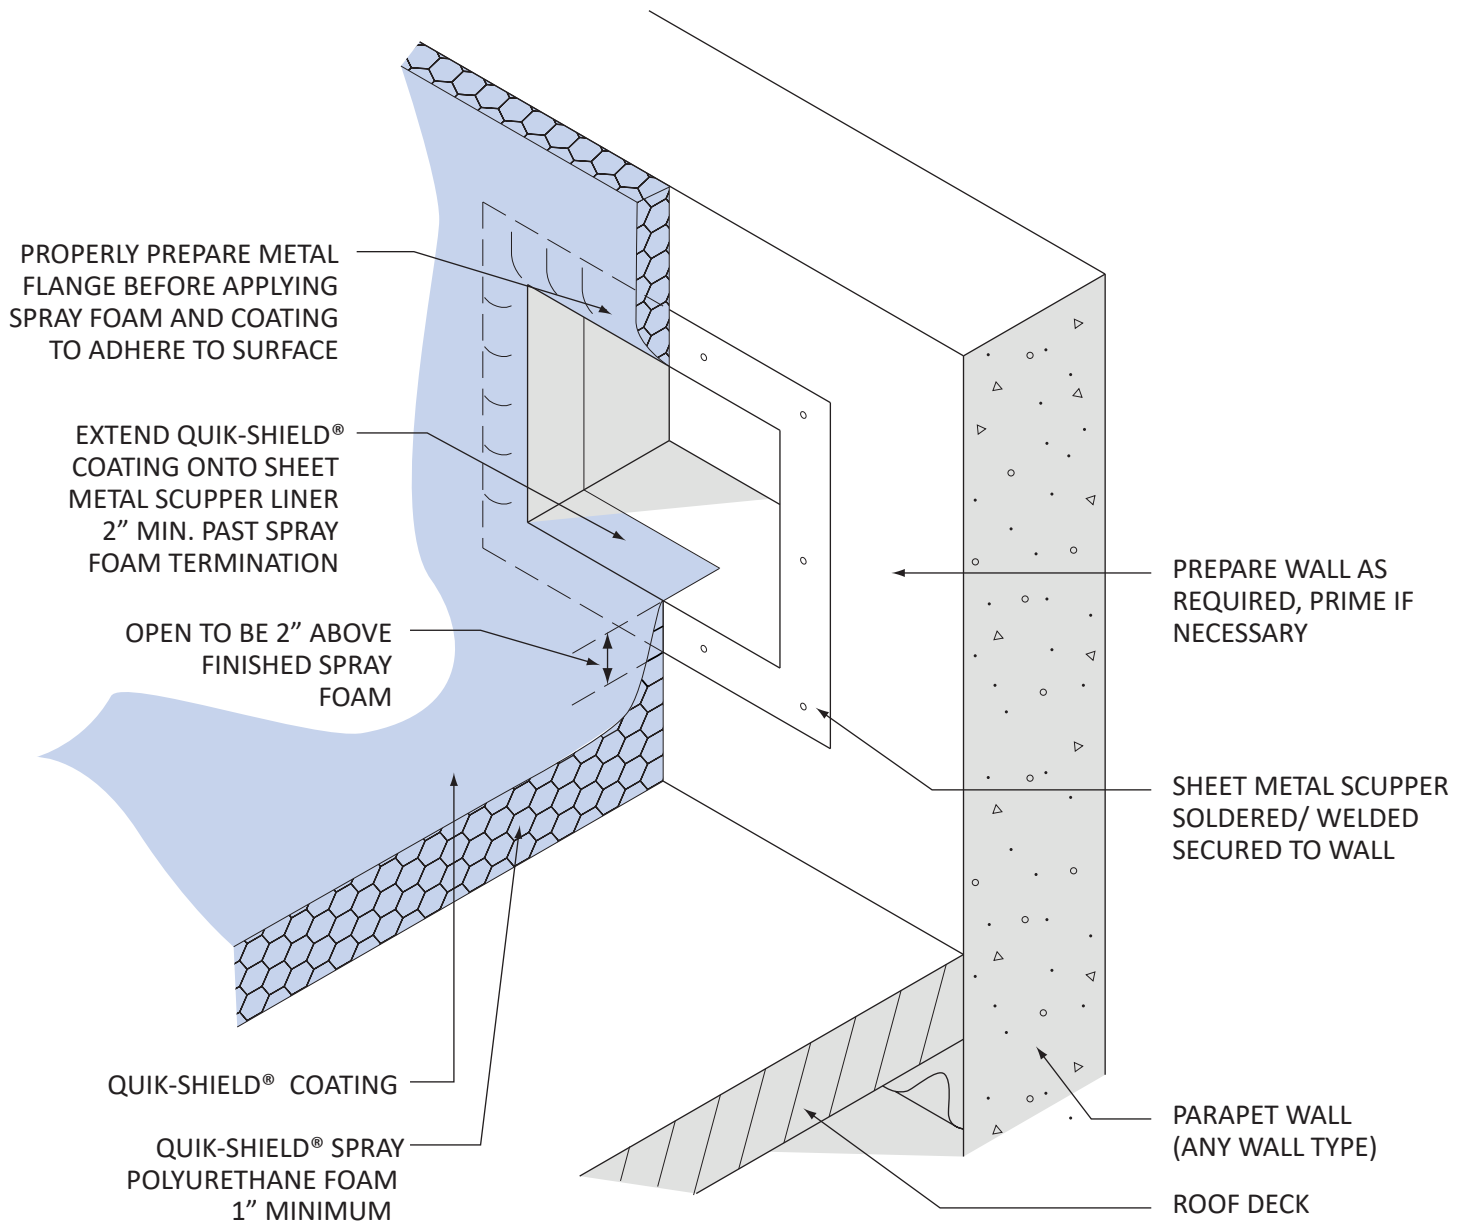 PROPERLY PREPARE METAL
FLANGE BEFORE APPLYING
SPRAY FOAM AND COATING
TO ADHERE TO SURFACE
EXTEND QUIK-SHIELD®
COATING ONTO SHEET
METAL SCUPPER LINER
2” MIN. PAST SPRAY
FOAM TERMINATION
OPEN TO BE 2” ABOVE
FINISHED SPRAY
FOAM
QUIK-SHIELD® COATING
QUIK-SHIELD® SPRAY
POLYURETHANE FOAM
1” MINIMUM
PREPARE WALL AS
REQUIRED, PRIME IF
NECESSARY
SHEET METAL SCUPPER
SOLDERED/ WELDED
SECURED TO WALL
PARAPET WALL
(ANY WALL TYPE)
ROOF DECK